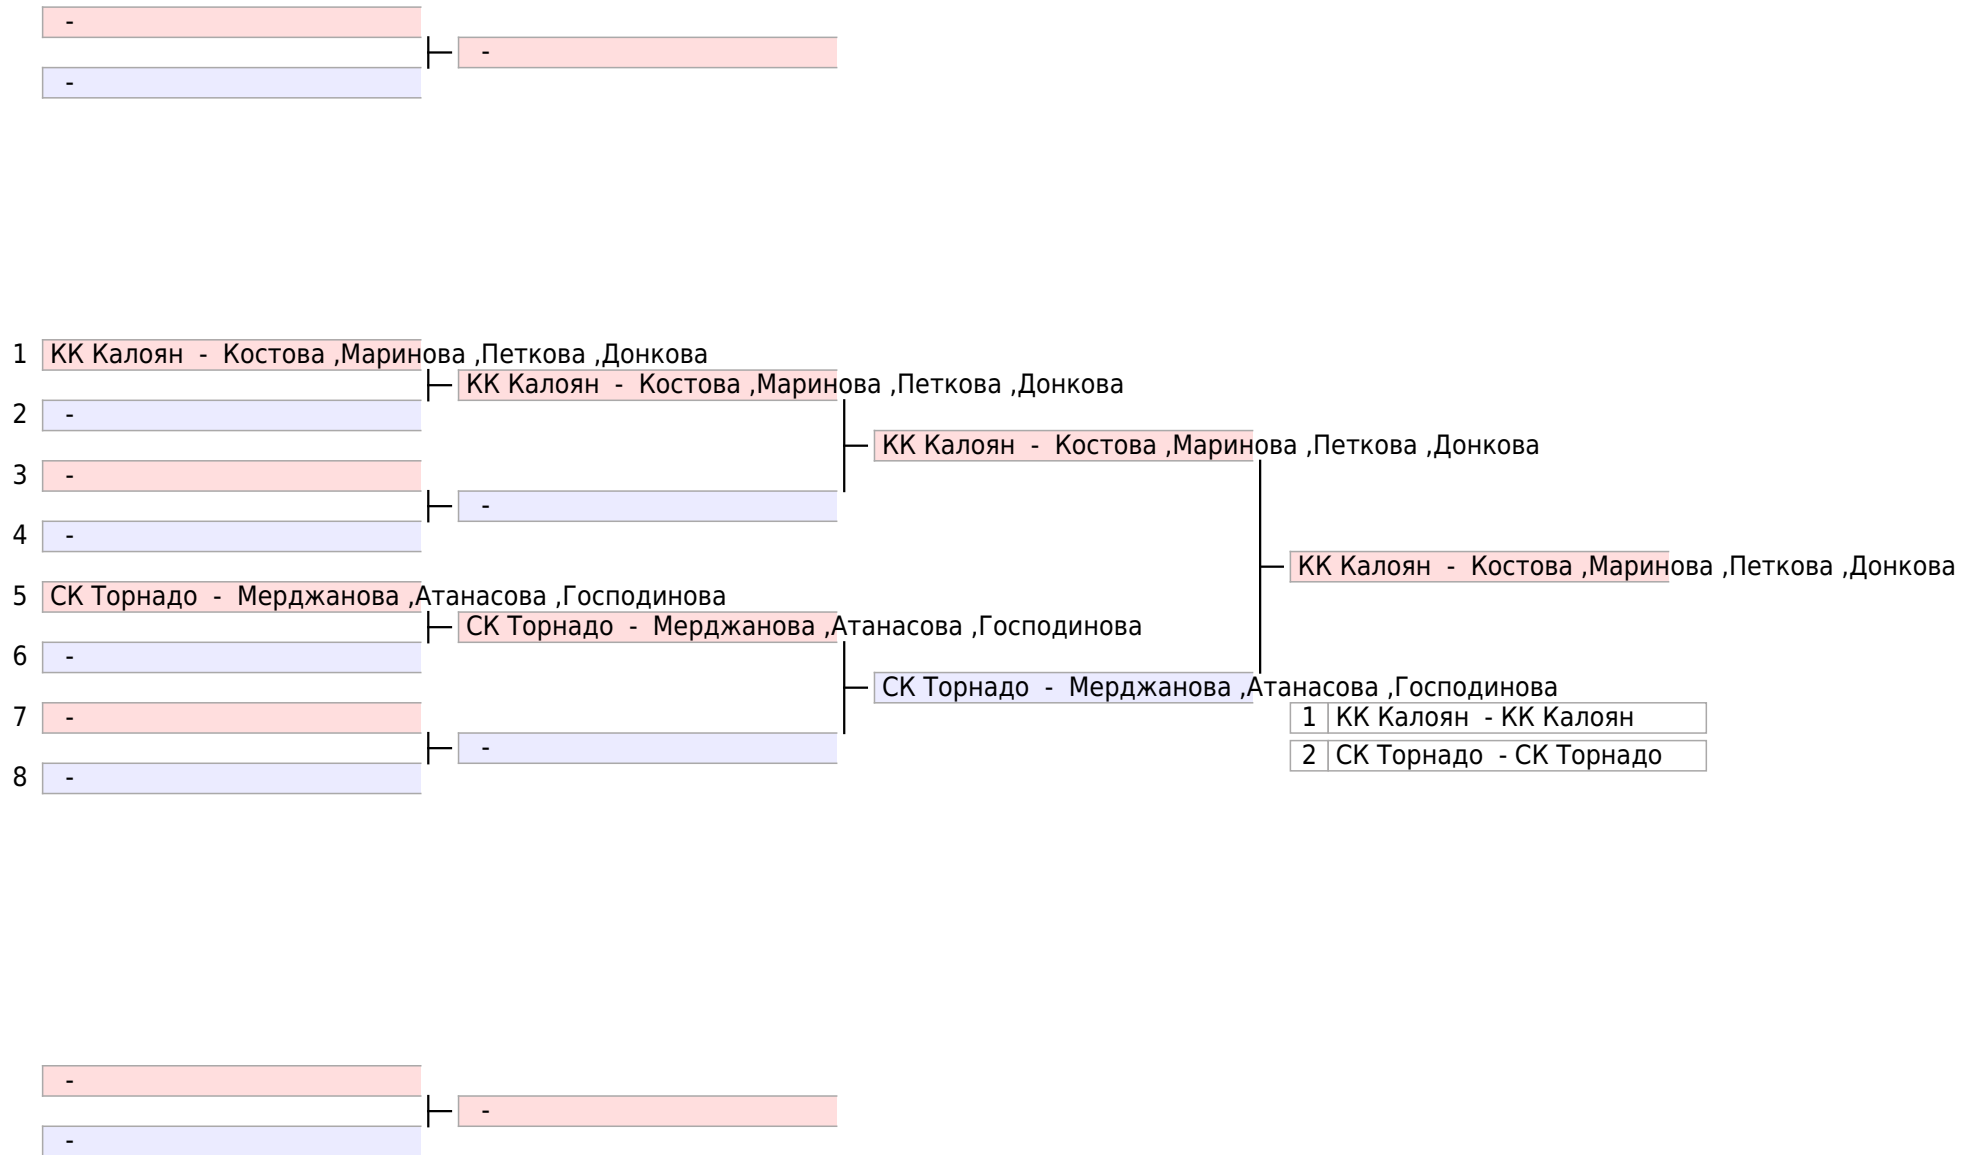 -
-
-
1 КК Калоян - Костова ,Маринова ,Петкова ,Донкова
КК Калоян - Костова ,Маринова ,Петкова ,Донкова
2 -
КК Калоян - Костова ,Маринова ,Петкова ,Донкова
3 -
-
4 -
КК Калоян - Костова ,Маринова ,Петкова ,Донкова
5 СК Торнадо - Мерджанова ,Атанасова ,Господинова
СК Торнадо - Мерджанова ,Атанасова ,Господинова
6 -
СК Торнадо - Мерджанова ,Атанасова ,Господинова
7 -
1 КК Калоян - КК Калоян
-
2 СК Торнадо - СК Торнадо
8 -
-
-
-